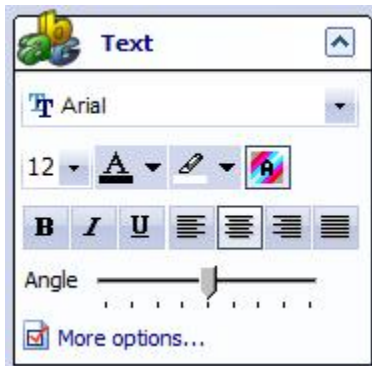 Text
Arial
12 A A
B I U
Angle
More options...